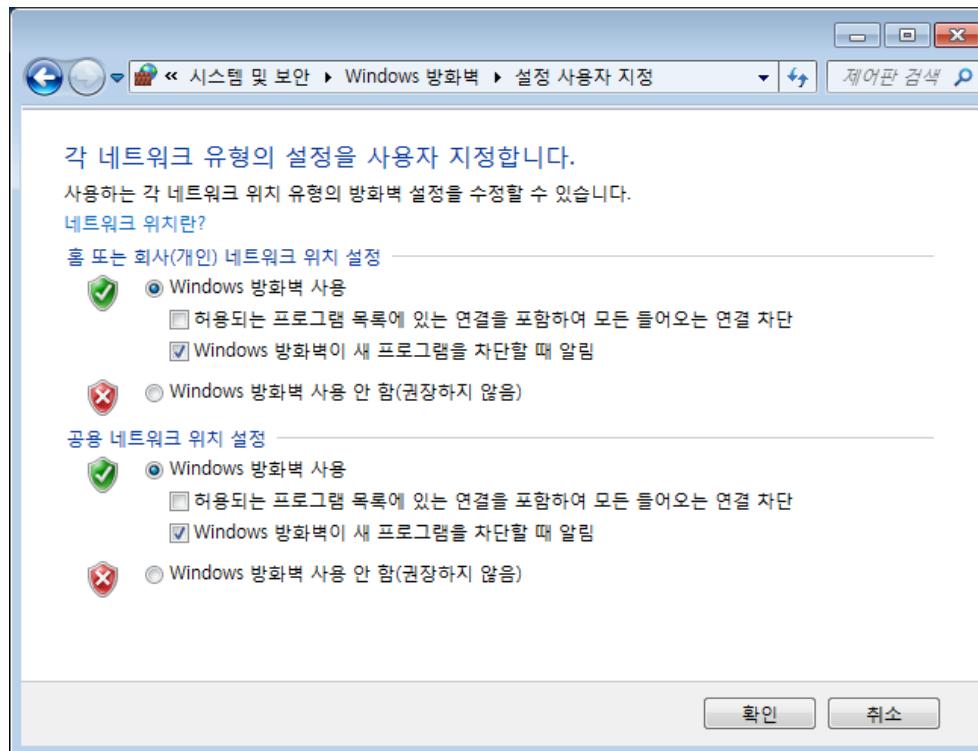 « 시스템 및 보안 ▸ Windows 방화벽 ▸ 설정 사용자 지정
제어판 검색
각 네트워크 유형의 설정을 사용자 지정합니다.
사용하는 각 네트워크 위치 유형의 방화벽 설정을 수정할 수 있습니다.
네트워크 위치란?
홈 또는 회사(개인) 네트워크 위치 설정
Windows 방화벽 사용
허용되는 프로그램 목록에 있는 연결을 포함하여 모든 들어오는 연결 차단
Windows 방화벽이 새 프로그램을 차단할 때 알림
Windows 방화벽 사용 안 함(권장하지 않음)
공용 네트워크 위치 설정
Windows 방화벽 사용
허용되는 프로그램 목록에 있는 연결을 포함하여 모든 들어오는 연결 차단
Windows 방화벽이 새 프로그램을 차단할 때 알림
Windows 방화벽 사용 안 함(권장하지 않음)
확인
취소